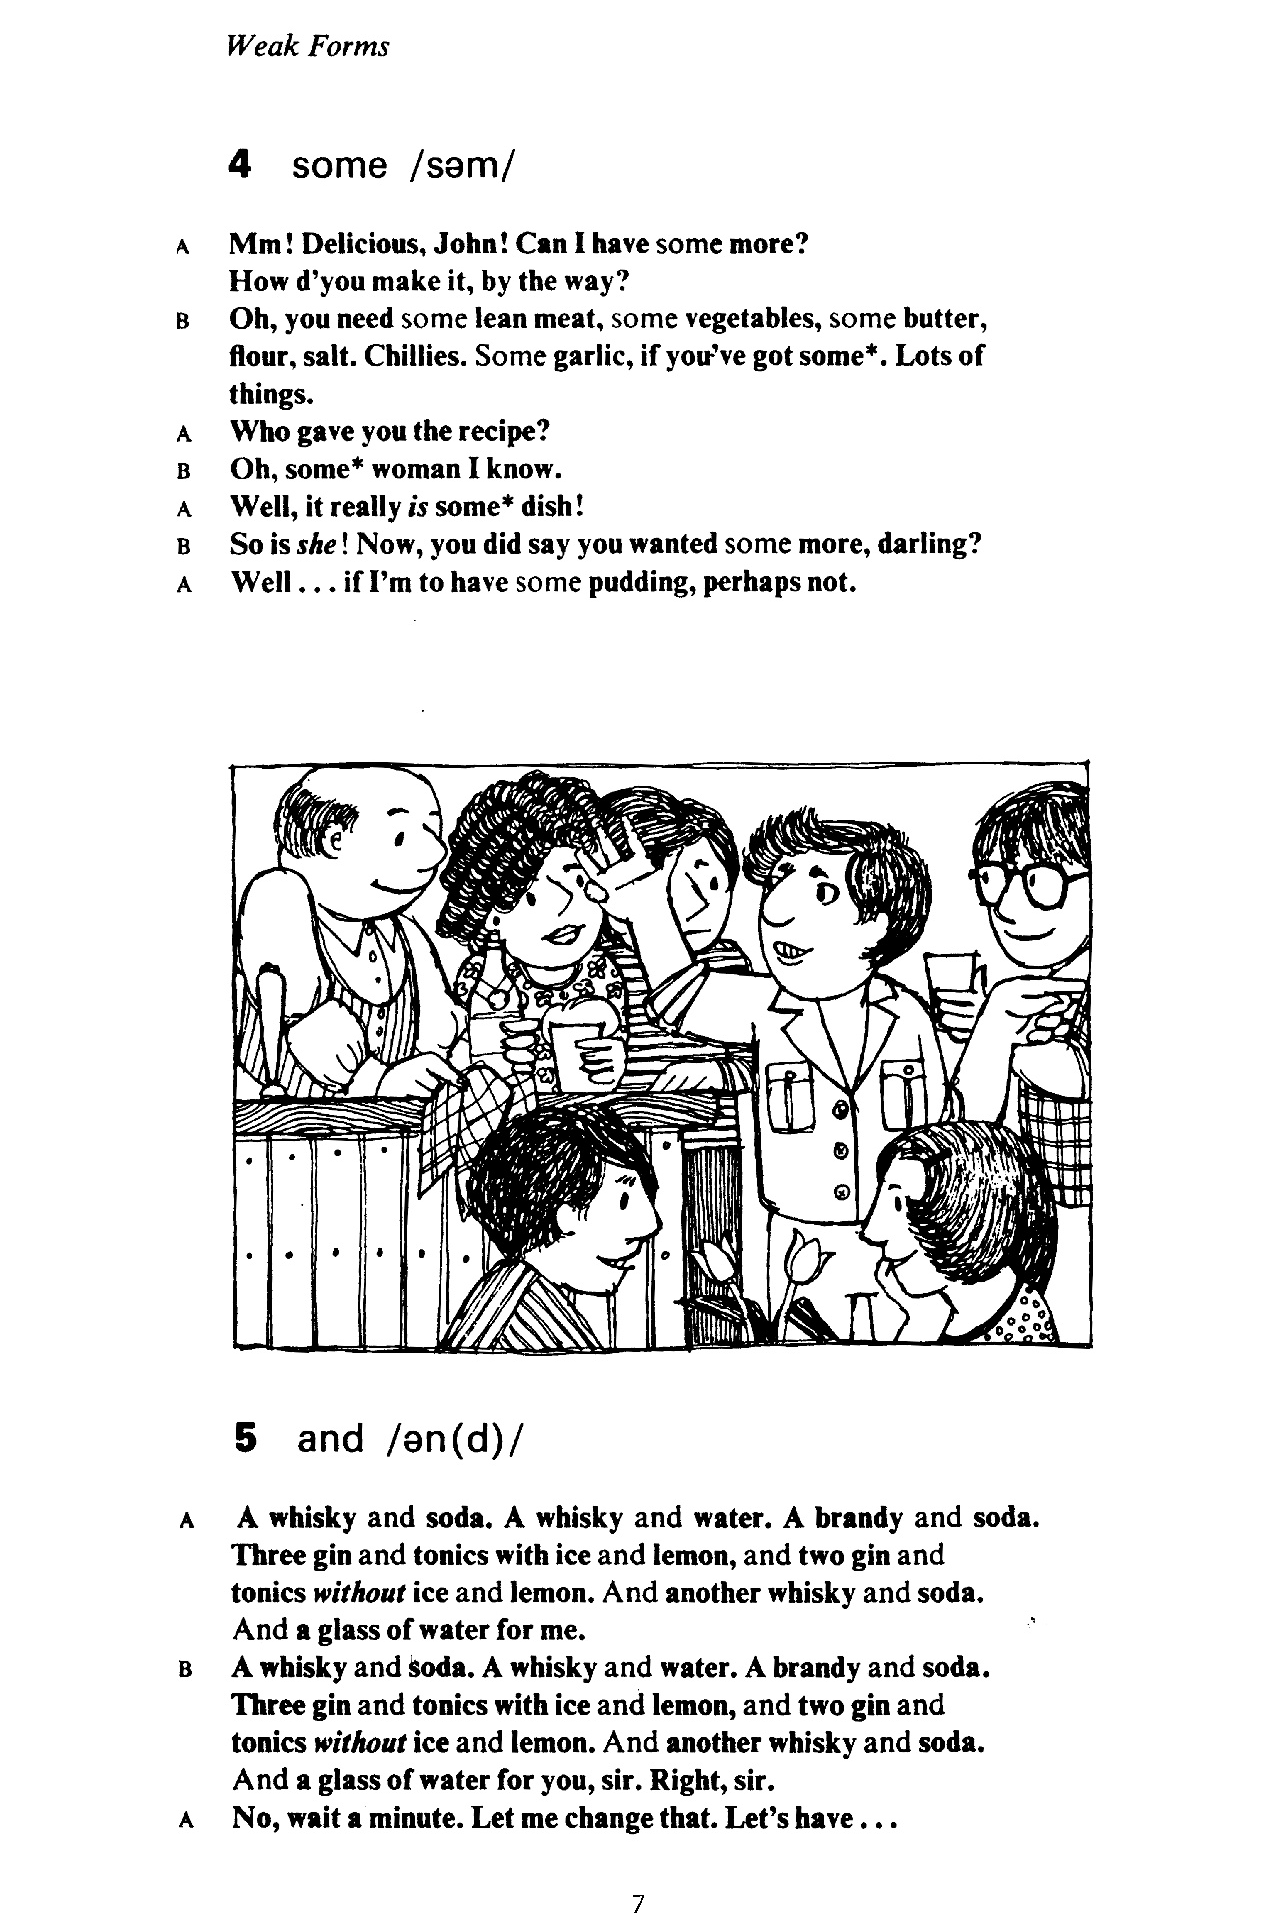 Weak Forms
4 some /səm/
A Mm! Delicious, John! Can I have some more?
How d'you make it, by the way?
B Oh, you need some lean meat, some vegetables, some butter,
flour, salt. Chillies. Some garlic, if you've got some*. Lots of
things.
A Who gave you the recipe?
B Oh, some* woman I know.
A Well, it really is some* dish!
B So is she! Now, you did say you wanted some more, darling?
A Well . . . if I'm to have some pudding, perhaps not.
5 and /ən(d)/
A A whisky and soda. A whisky and water. A brandy and soda.
Three gin and tonics with ice and lemon, and two gin and
tonics without ice and lemon. And another whisky and soda.
And a glass of water for me.
B A whisky and soda. A whisky and water. A brandy and soda.
Three gin and tonics with ice and lemon, and two gin and
tonics without ice and lemon. And another whisky and soda.
And a glass of water for you, sir. Right, sir.
A No, wait a minute. Let me change that. Let's have . . .
7